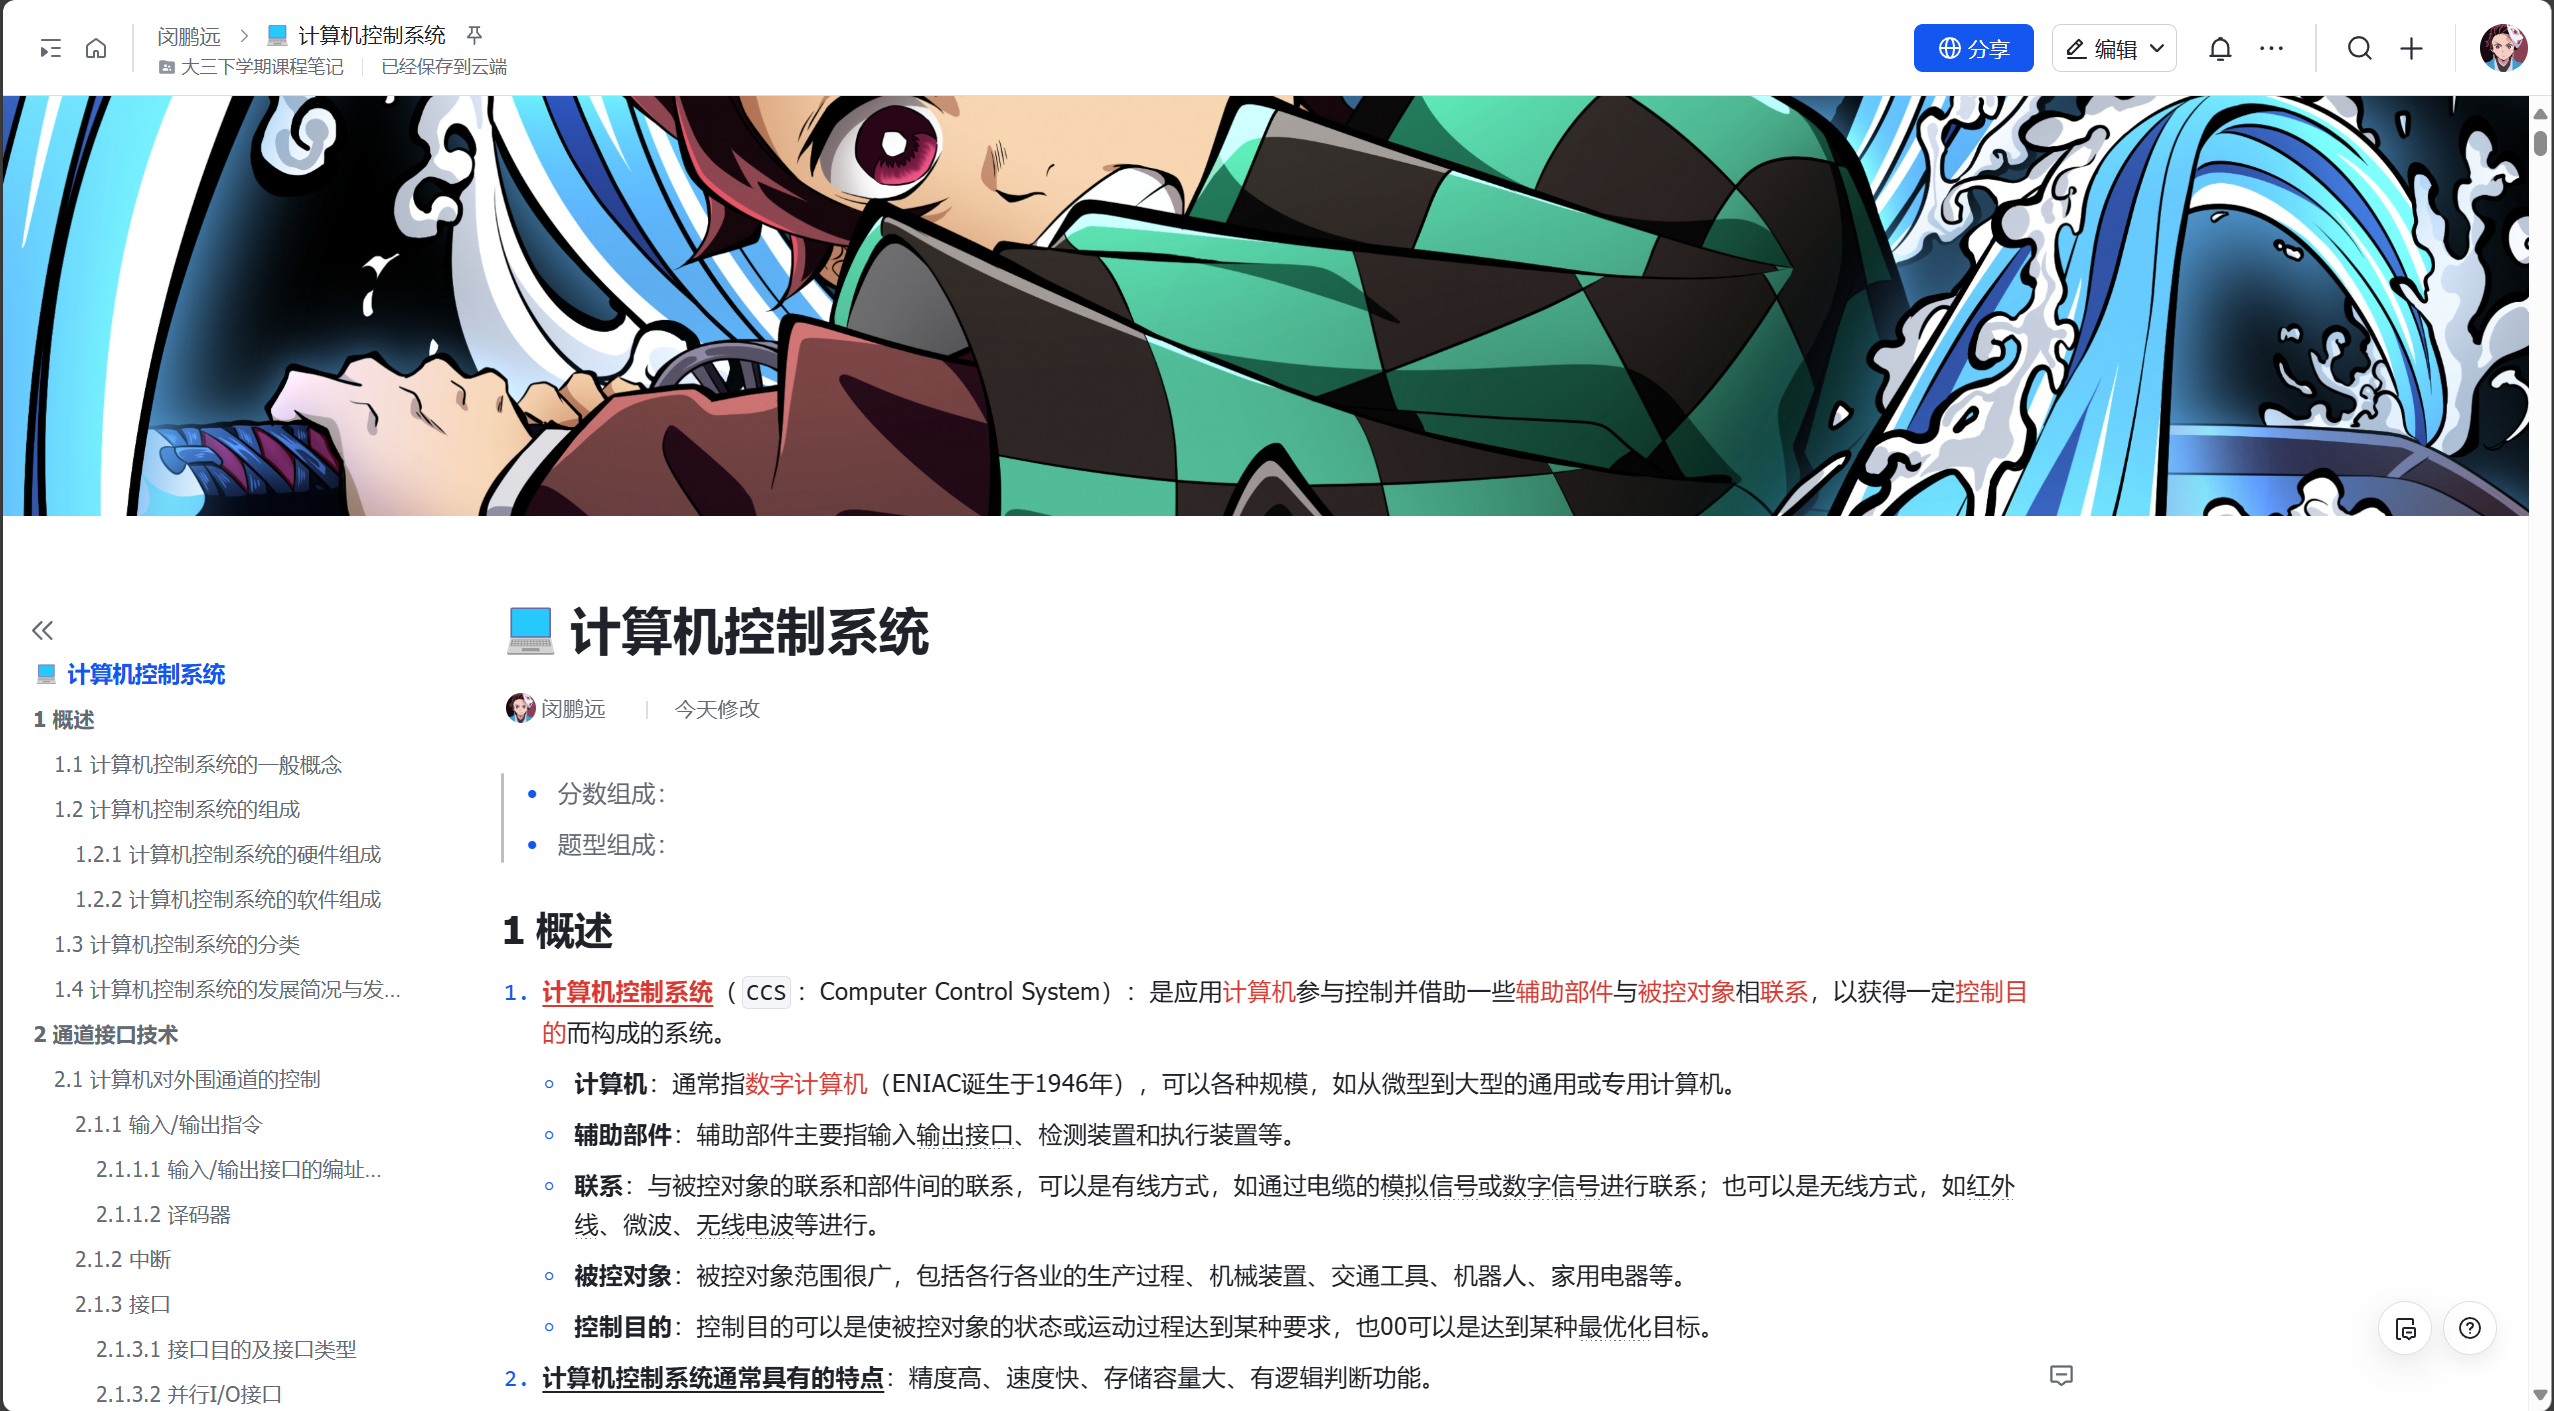 闵鹏远
计算机控制系统
大三下学期课程笔记
已经保存到云端
分享
编辑
计算机控制系统
1 概述
1.1 计算机控制系统的一般概念
1.2 计算机控制系统的组成
1.2.1 计算机控制系统的硬件组成
1.2.2 计算机控制系统的软件组成
1.3 计算机控制系统的分类
1.4 计算机控制系统的发展简况与发...
2 通道接口技术
2.1 计算机对外围通道的控制
2.1.1 输入/输出指令
2.1.1.1 输入/输出接口的编址...
2.1.1.2 译码器
2.1.2 中断
2.1.3 接口
2.1.3.1 接口目的及接口类型
2.1.3.2 并行I/O接口
计算机控制系统
闵鹏远
今天修改
• 分数组成：
• 题型组成：
1 概述
1. 计算机控制系统（CCS：Computer Control System）：是应用计算机参与控制并借助一些辅助部件与被控对象相联系，以获得一定控制目
的而构成的系统。
计算机：通常指数字计算机（ENIAC诞生于1946年），可以各种规模，如从微型到大型的通用或专用计算机。
辅助部件：辅助部件主要指输入输出接口、检测装置和执行装置等。
联系：与被控对象的联系和部件间的联系，可以是有线方式，如通过电缆的模拟信号或数字信号进行联系；也可以是无线方式，如红外
线、微波、无线电波等进行。
被控对象：被控对象范围很广，包括各行各业的生产过程、机械装置、交通工具、机器人、家用电器等。
控制目的：控制目的可以是使被控对象的状态或运动过程达到某种要求，也00可以是达到某种最优化目标。
2. 计算机控制系统通常具有的特点：精度高、速度快、存储容量大、有逻辑判断功能。